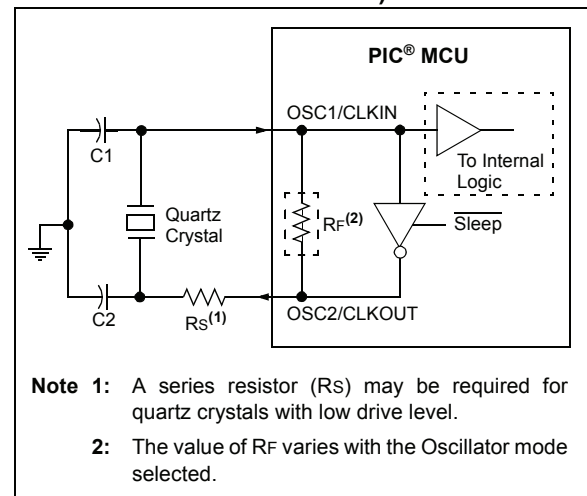 PIC® MCU
OSC1/CLKIN
C1
To Internal
Logic
Quartz
Crystal
RF(2)
Sleep
C2
RS(1)
OSC2/CLKOUT
Note 1: A series resistor (RS) may be required for
quartz crystals with low drive level.
2: The value of RF varies with the Oscillator mode
selected.